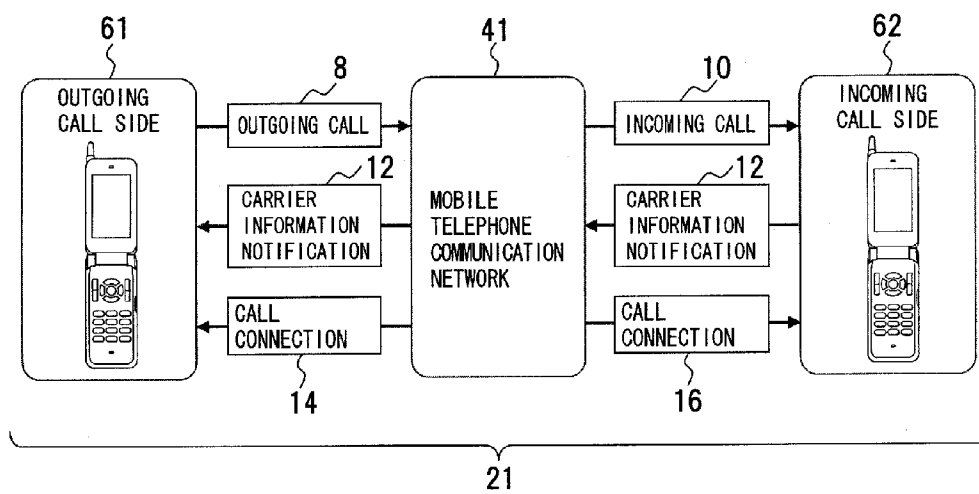 61
41
62
8
10
OUTGOING
CALL SIDE
OUTGOING CALL
INCOMING CALL
INCOMING
CALL SIDE
12
12
CARRIER
INFORMATION
NOTIFICATION
MOBILE
TELEPHONE
COMMUNICATION
NETWORK
CARRIER
INFORMATION
NOTIFICATION
CALL
CONNECTION
CALL
CONNECTION
14
16
21